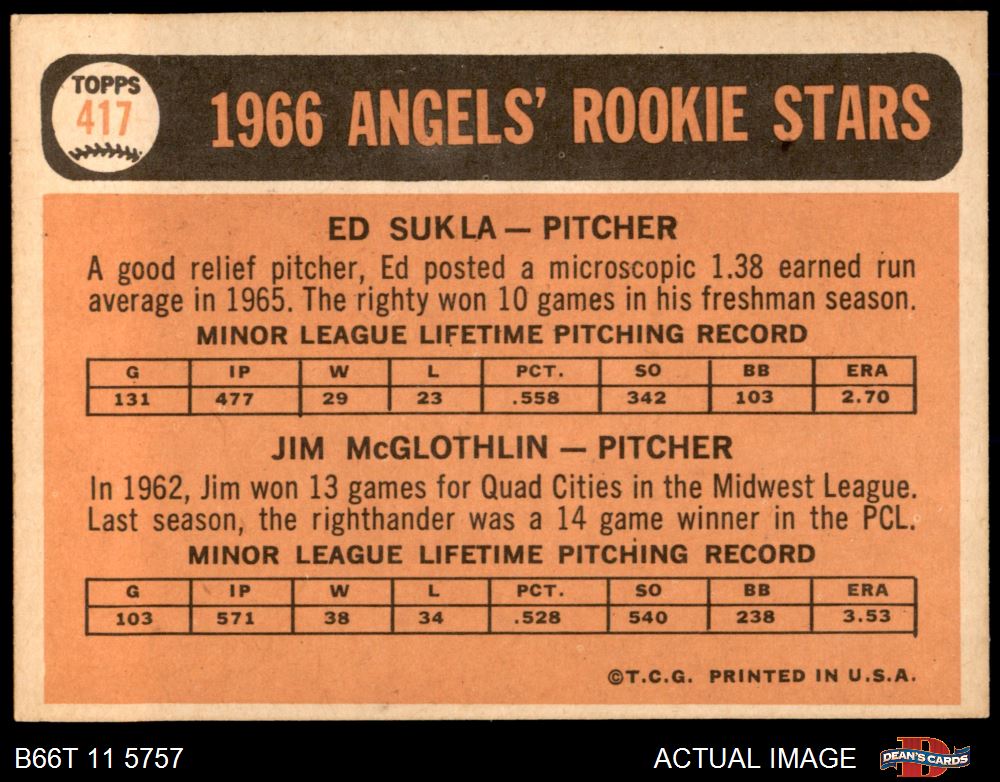 TOPPS
417
1966 ANGELS' ROOKIE STARS
ED SUKLA — PITCHER
A good relief pitcher, Ed posted a microscopic 1.38 earned run
average in 1965. The righty won 10 games in his freshman season.
MINOR LEAGUE LIFETIME PITCHING RECORD
G IP W L PCT. SO BB ERA
131 477 29 23 .558 342 103 2.70
JIM McGLOTHLIN — PITCHER
In 1962, Jim won 13 games for Quad Cities in the Midwest League.
Last season, the righthander was a 14 game winner in the PCL.
MINOR LEAGUE LIFETIME PITCHING RECORD
G IP W L PCT. SO BB ERA
103 571 38 34 .528 540 238 3.53
©T.C.G. PRINTED IN U.S.A.
B66T 11 5757
ACTUAL IMAGE
DEAN'S CARDS